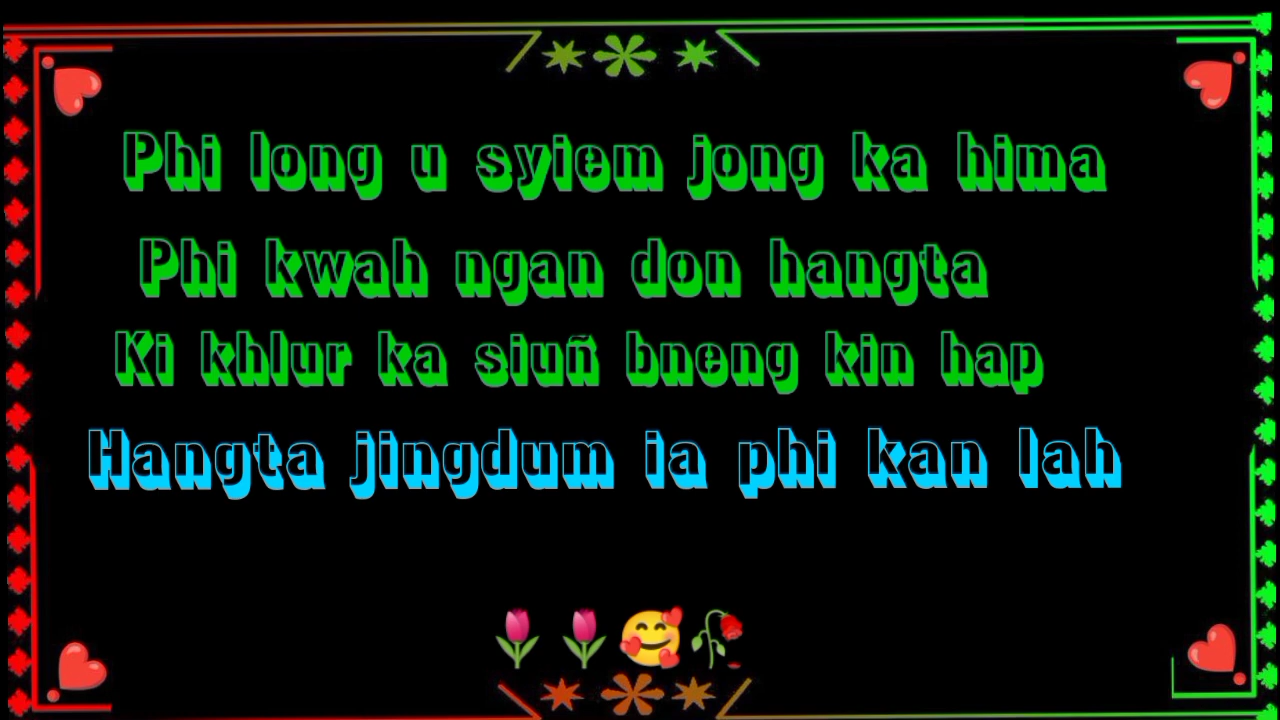 Phi long u syiem jong ka hima
Phi kwah ngan don hangta
Ki khlur ka siuñ bneng kin hap
Hangta jingdum ia phi kan lah